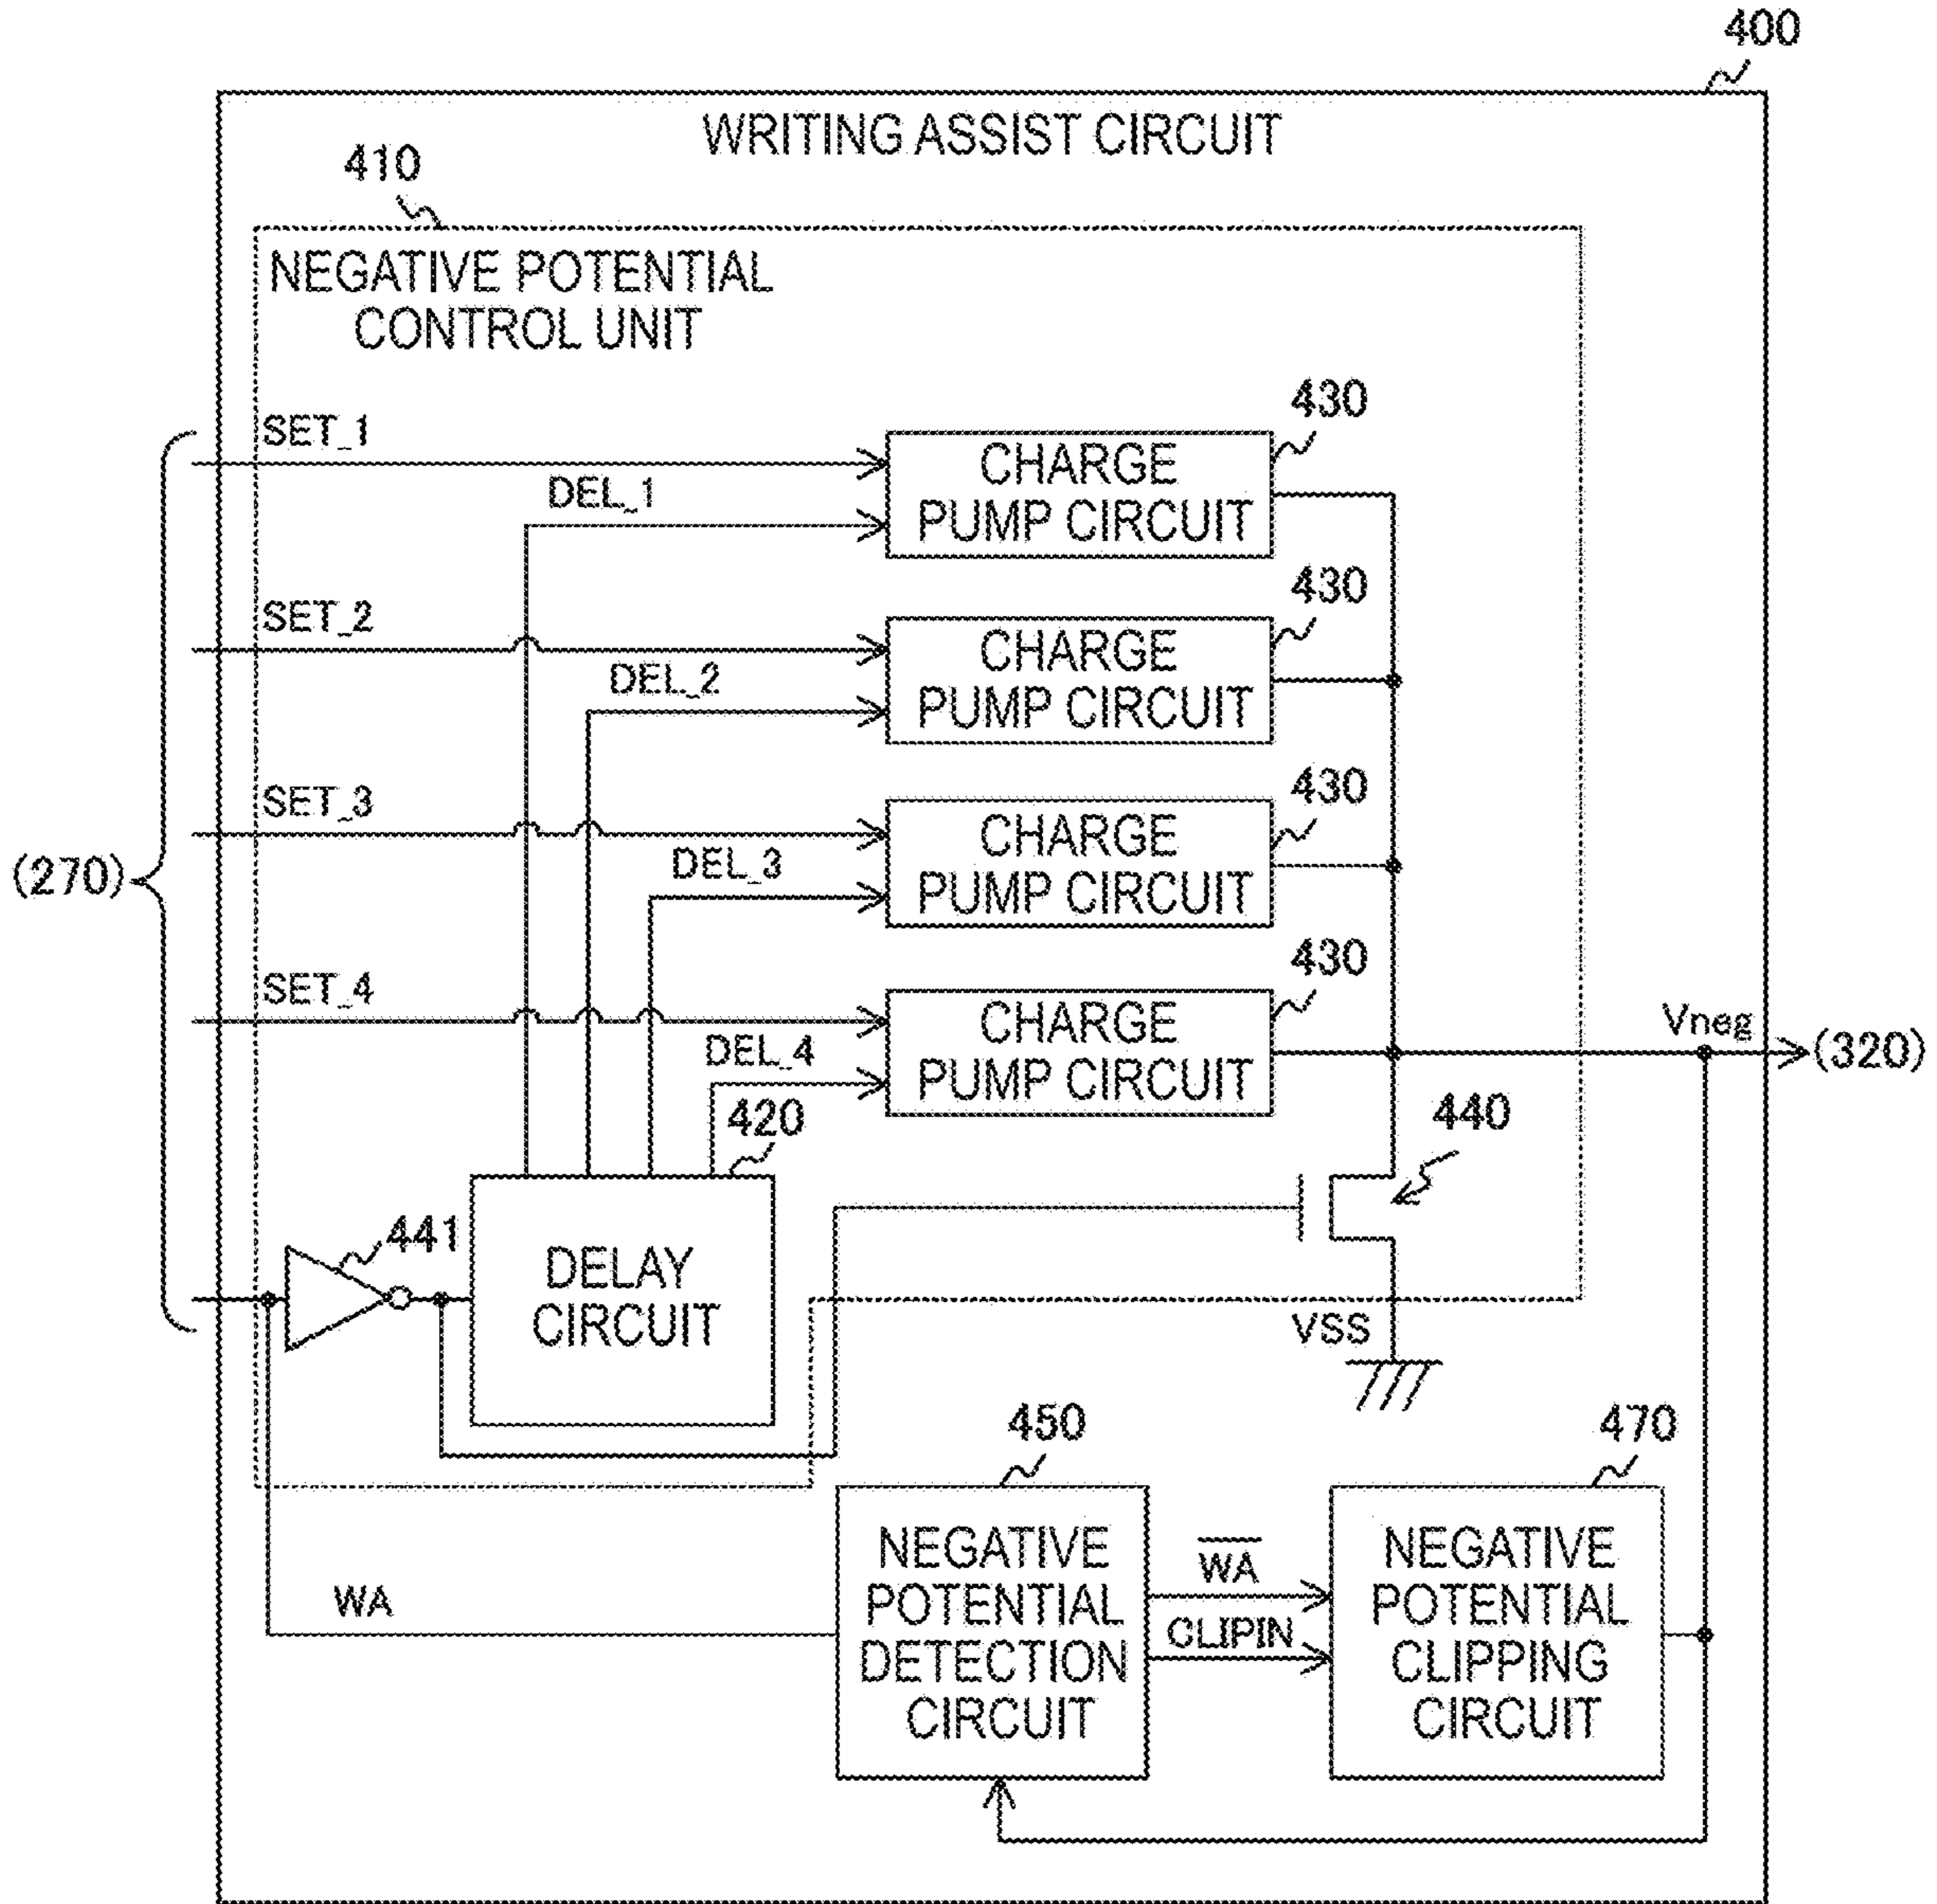 400
WRITING ASSIST CIRCUIT
410
NEGATIVE POTENTIAL
CONTROL UNIT
430
SET_1
CHARGE
PUMP CIRCUIT
DEL_1
430
SET_2
CHARGE
PUMP CIRCUIT
DEL_2
430
SET_3
CHARGE
PUMP CIRCUIT
DEL_3
(270)
430
SET_4
CHARGE
PUMP CIRCUIT
DEL_4
Vneg
(320)
420
440
441
DELAY
CIRCUIT
VSS
450
470
WA
NEGATIVE
POTENTIAL
DETECTION
CIRCUIT
W̅A̅
CLIPIN
NEGATIVE
POTENTIAL
CLIPPING
CIRCUIT